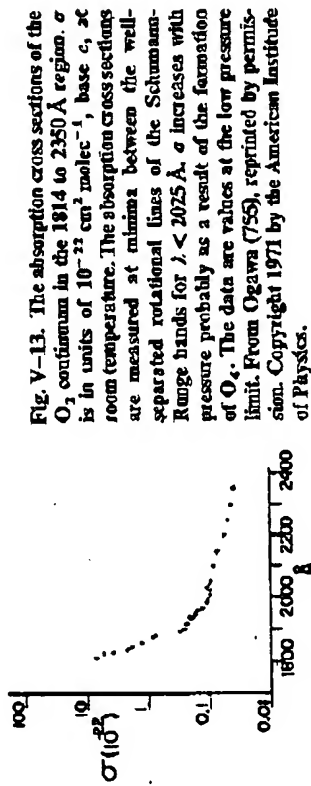 Fig. V–13. The absorption cross sections of the
O₂ continuum in the 1814 to 2350 Å region. σ
is in units of 10⁻²² cm² molec⁻¹, base e, at
room temperature. The absorption cross sections
are measured at minima between the well-
separated rotational lines of the Schumann-
Runge bands for λ < 2025 Å. σ increases with
pressure probably as a result of the formation
of O₄. The data are values at the low pressure
limit. From Ogawa (755), reprinted by permis-
sion. Copyright 1971 by the American Institute
of Physics.
σ(10⁻²²)
100
10
1
0.1
0.01
1800 2000 2200 2400
Å